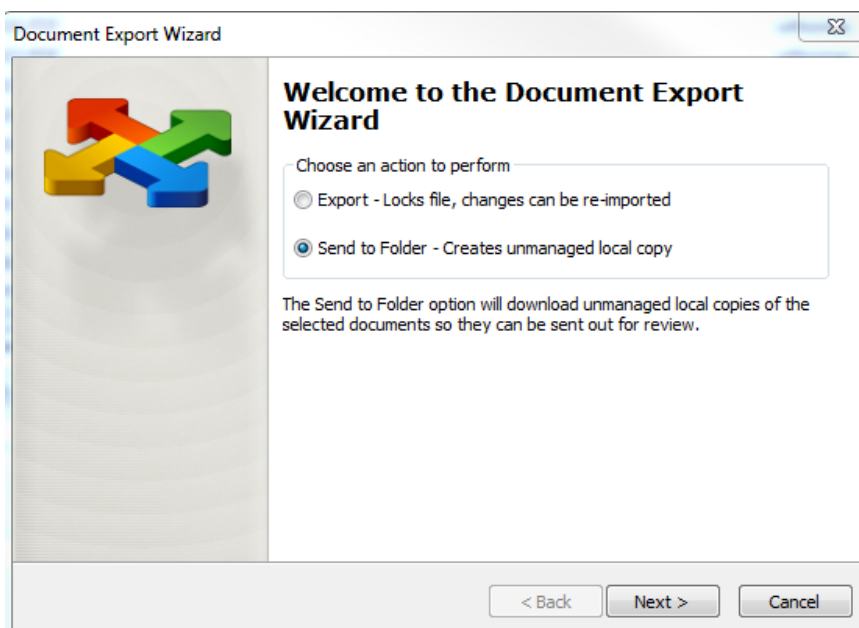 Document Export Wizard
Welcome to the Document Export
Wizard
Choose an action to perform
Export - Locks file, changes can be re-imported
Send to Folder - Creates unmanaged local copy
The Send to Folder option will download unmanaged local copies of the
selected documents so they can be sent out for review.
< Back Next > Cancel